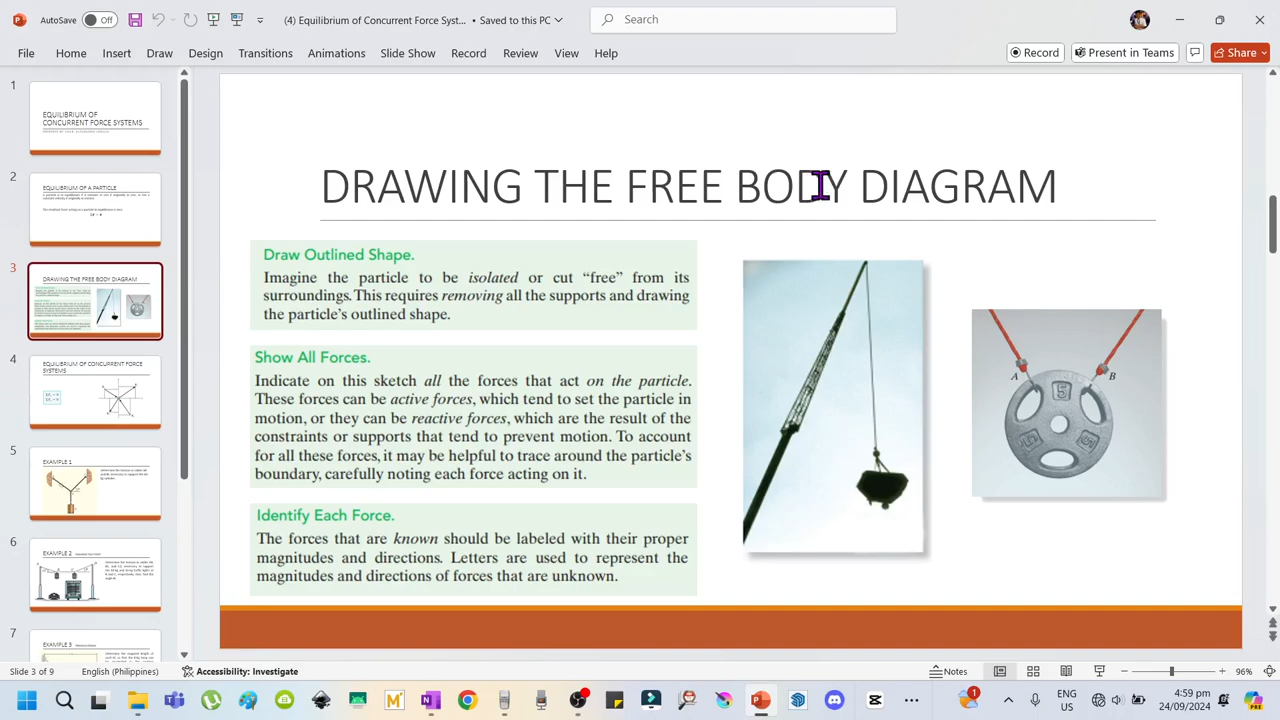 AutoSave Off
(4) Equilibrium of Concurrent Force Syst... • Saved to this PC
Search
File Home Insert Draw Design Transitions Animations Slide Show Record Review View Help
Record Present in Teams Share
1
EQUILIBRIUM OF
CONCURRENT FORCE SYSTEMS
2
EQUILIBRIUM OF A PARTICLE
3
DRAWING THE FREE BODY DIAGRAM
4
EQUILIBRIUM OF CONCURRENT FORCE
SYSTEMS
5
EXAMPLE 1
6
EXAMPLE 2
7
EXAMPLE 3
DRAWING THE FREE BODY DIAGRAM
Draw Outlined Shape.
Imagine the particle to be isolated or cut “free” from its
surroundings. This requires removing all the supports and drawing
the particle’s outlined shape.
Show All Forces.
Indicate on this sketch all the forces that act on the particle.
These forces can be active forces, which tend to set the particle in
motion, or they can be reactive forces, which are the result of the
constraints or supports that tend to prevent motion. To account
for all these forces, it may be helpful to trace around the particle’s
boundary, carefully noting each force acting on it.
Identify Each Force.
The forces that are known should be labeled with their proper
magnitudes and directions. Letters are used to represent the
magnitudes and directions of forces that are unknown.
A B
5
5 5
Slide 3 of 9 English (Philippines) Accessibility: Investigate
Notes 96%
1
ENG
US
4:59 pm
24/09/2024